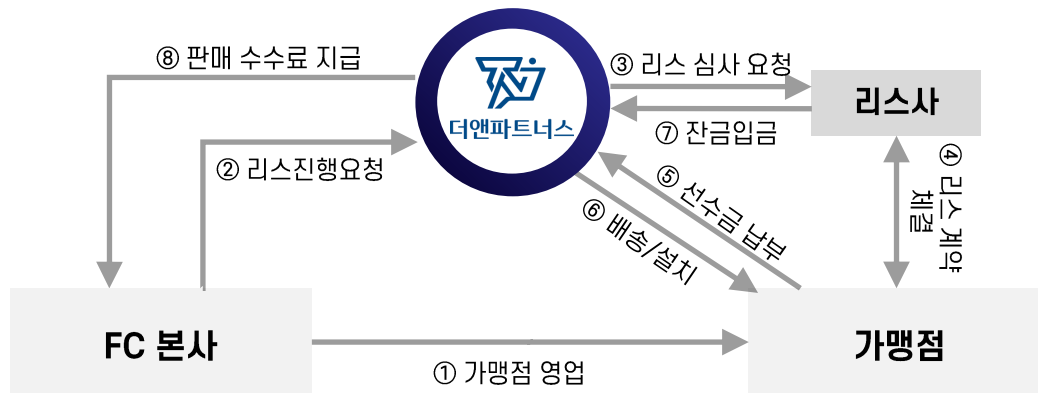 ⑧ 판매 수수료 지급
더앤파트너스
③ 리스 심사 요청
리스사
⑦ 잔금입금
② 리스진행요청
④ 리스 계약
체결
⑤ 선수금 납부
⑥ 배송/설치
FC 본사
가맹점
① 가맹점 영업